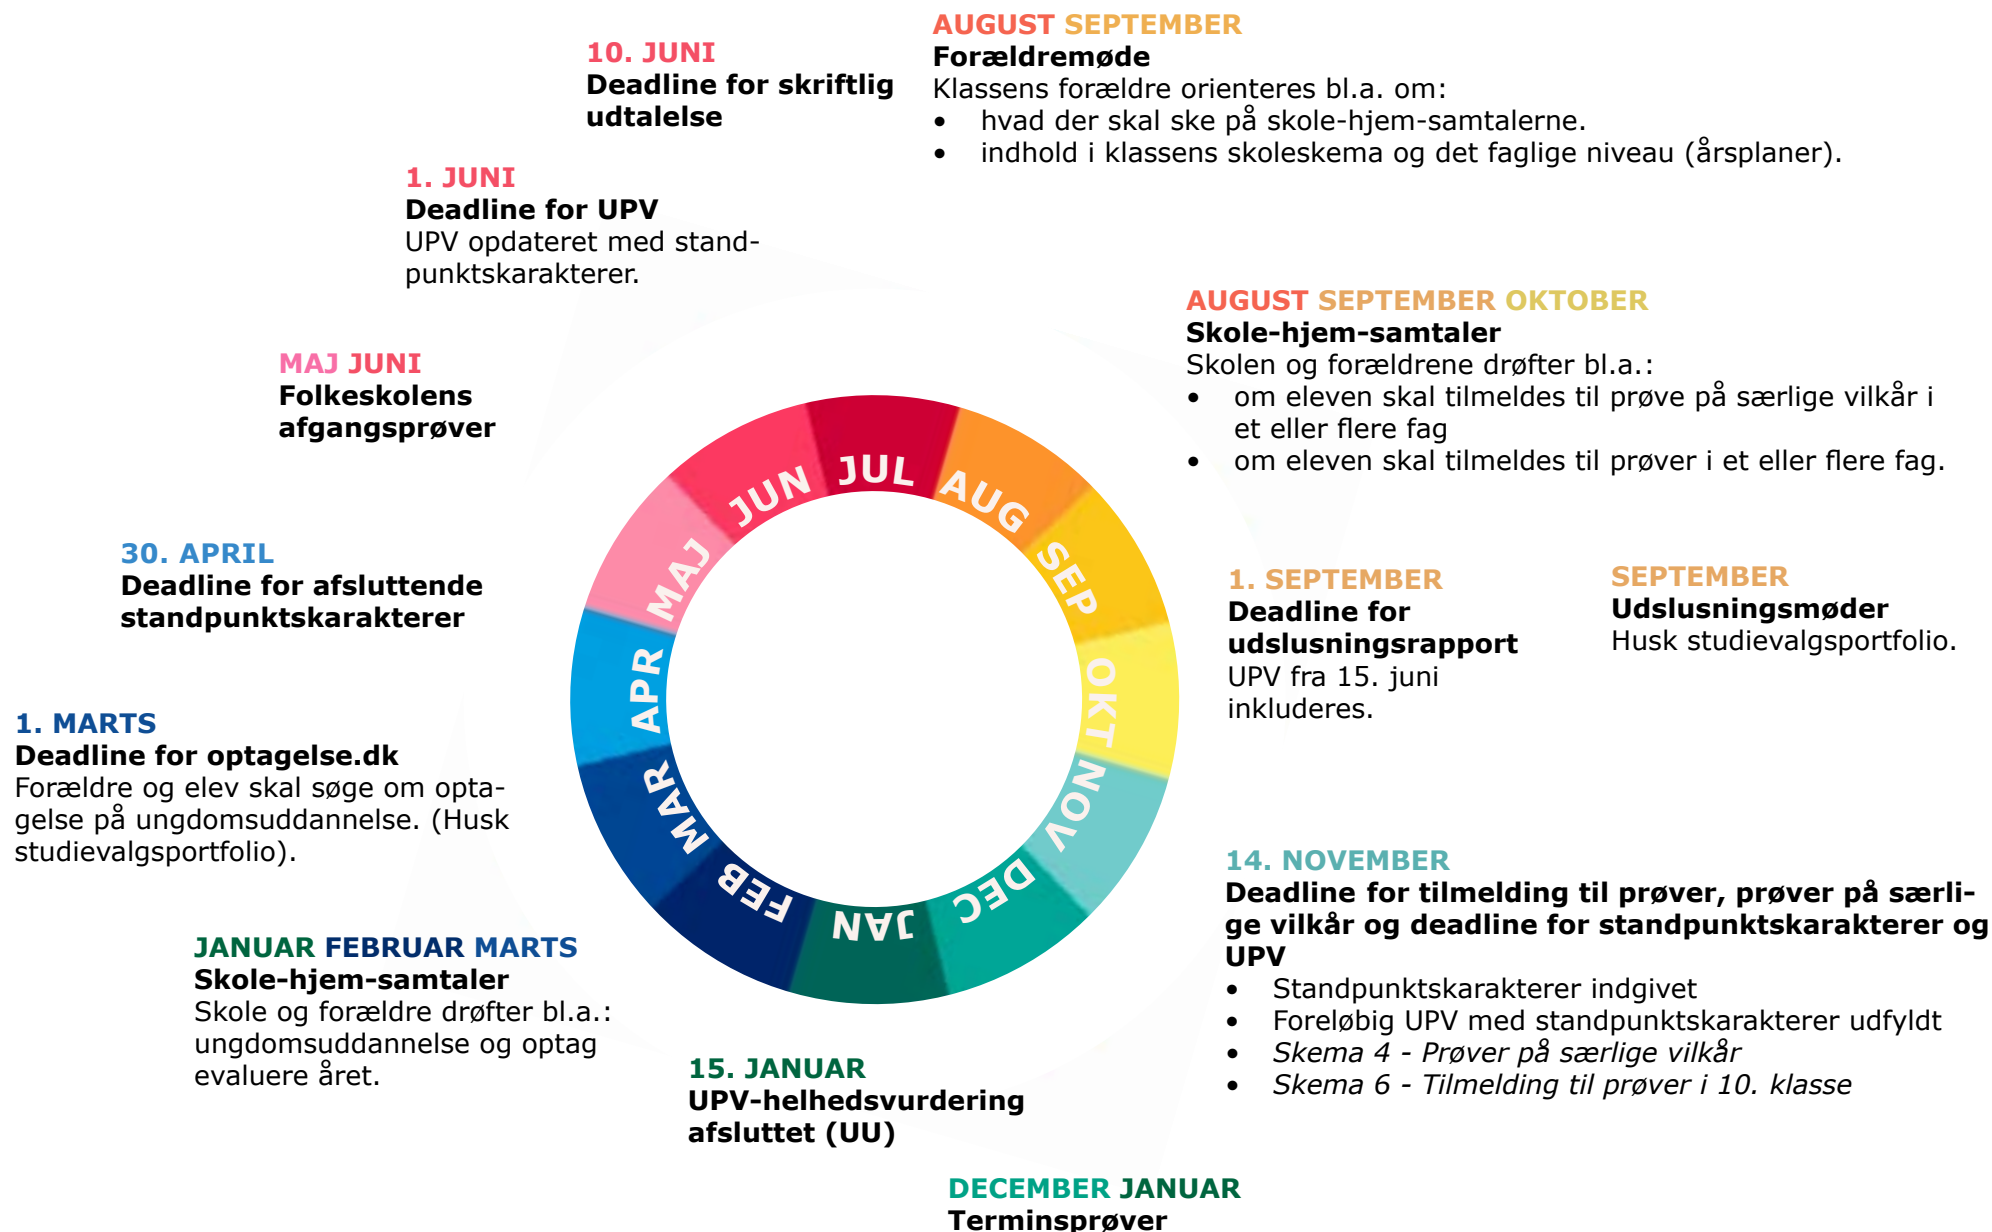 AUGUST SEPTEMBER
Forældremøde
Klassens forældre orienteres bl.a. om:
• hvad der skal ske på skole-hjem-samtalerne.
• indhold i klassens skoleskema og det faglige niveau (årsplaner).
10. JUNI
Deadline for skriftlig
udtalelse
1. JUNI
Deadline for UPV
UPV opdateret med stand-
punktskarakterer.
AUGUST SEPTEMBER OKTOBER
Skole-hjem-samtaler
Skolen og forældrene drøfter bl.a.:
• om eleven skal tilmeldes til prøve på særlige vilkår i
et eller flere fag
• om eleven skal tilmeldes til prøver i et eller flere fag.
MAJ JUNI
Folkeskolens
afgangsprøver
30. APRIL
Deadline for afsluttende
standpunktskarakterer
1. SEPTEMBER
Deadline for
udslusningsrapport
UPV fra 15. juni
inkluderes.
SEPTEMBER
Udslusningsmøder
Husk studievalgsportfolio.
JUL
AUG
SEP
OKT
NOV
DEC
JAN
FEB
MAR
APR
MAJ
JUN
1. MARTS
Deadline for optagelse.dk
Forældre og elev skal søge om opta-
gelse på ungdomsuddannelse. (Husk
studievalgsportfolio).
14. NOVEMBER
Deadline for tilmelding til prøver, prøver på særli-
ge vilkår og deadline for standpunktskarakterer og
UPV
• Standpunktskarakterer indgivet
• Foreløbig UPV med standpunktskarakterer udfyldt
• Skema 4 - Prøver på særlige vilkår
• Skema 6 - Tilmelding til prøver i 10. klasse
JANUAR FEBRUAR MARTS
Skole-hjem-samtaler
Skole og forældre drøfter bl.a.:
ungdomsuddannelse og optag
evaluere året.
15. JANUAR
UPV-helhedsvurdering
afsluttet (UU)
DECEMBER JANUAR
Terminsprøver